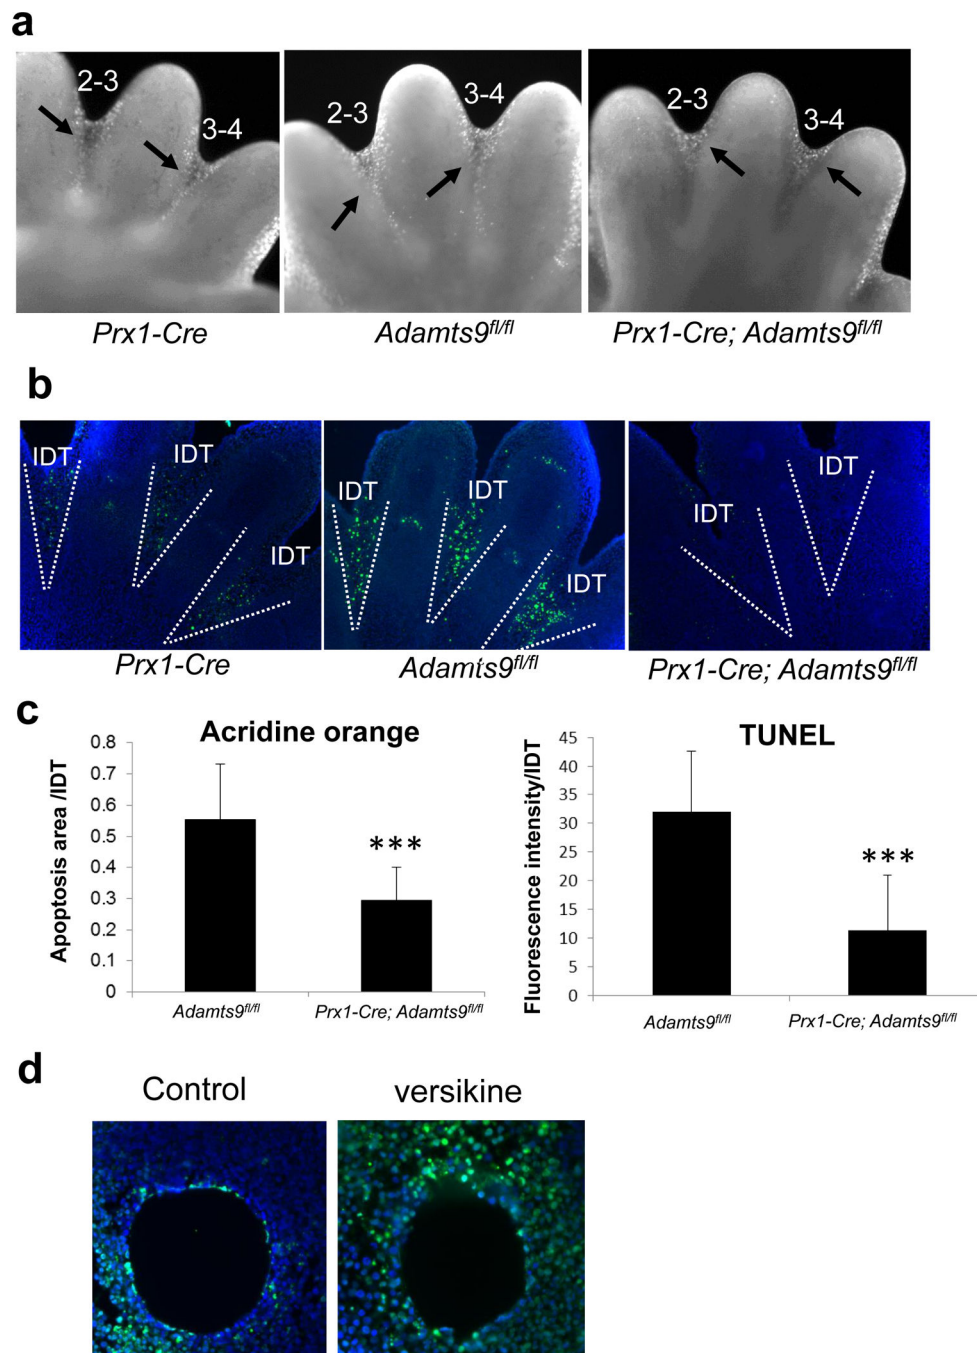 a
2-3
3-4
2-3
3-4
2-3
3-4
Prx1-Cre
Adamts9fl/fl
Prx1-Cre; Adamts9fl/fl
b
IDT
IDT
IDT
IDT
IDT
IDT
IDT
IDT
Prx1-Cre
Adamts9fl/fl
Prx1-Cre; Adamts9fl/fl
c
Acridine orange
Apoptosis area /IDT
0.8
0.7
0.6
0.5
0.4
0.3
0.2
0.1
0
***
Adamts9fl/fl
Prx1-Cre; Adamts9fl/fl
TUNEL
Fluorescence intensity/IDT
45
40
35
30
25
20
15
10
5
0
***
Adamts9fl/fl
Prx1-Cre; Adamts9fl/fl
d
Control
versikine